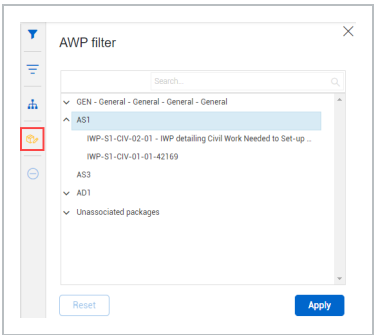 AWP filter
Search...
GEN - General - General - General - General
AS1
IWP-S1-CIV-02-01 - IWP detailing Civil Work Needed to Set-up ...
IWP-S1-CIV-01-01-42169
AS3
AD1
Unassociated packages
Reset
Apply